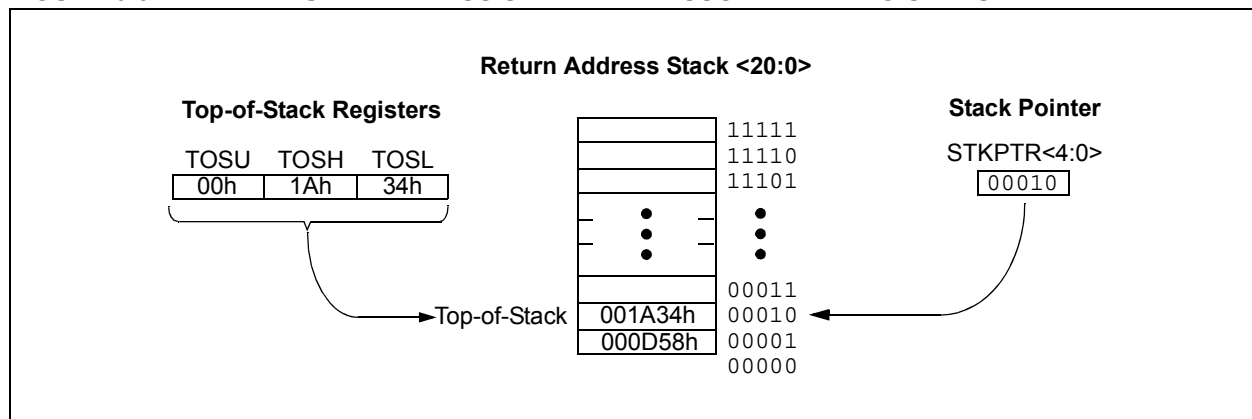 Return Address Stack <20:0>
Top-of-Stack Registers
Stack Pointer
TOSU TOSH TOSL
STKPTR<4:0>
00h 1Ah 34h
00010
11111
11110
11101
00011
Top-of-Stack 001A34h 00010
000D58h 00001
00000